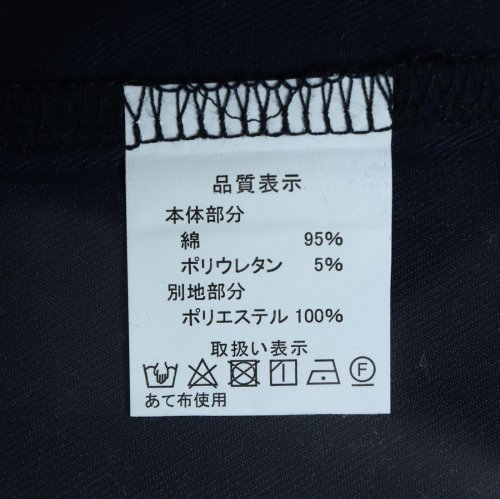 品質表示
本体部分
綿 95%
ポリウレタン 5%
別地部分
ポリエステル 100%
取扱い表示
F
あて布使用